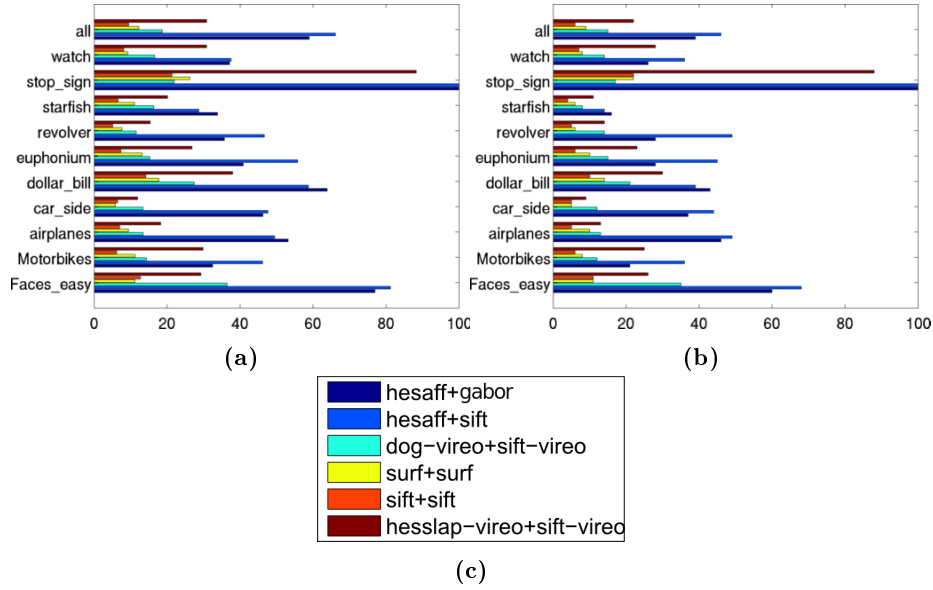 all
watch
stop_sign
starfish
revolver
euphonium
dollar_bill
car_side
airplanes
Motorbikes
Faces_easy
0 20 40 60 80 100
(a)
all
watch
stop_sign
starfish
revolver
euphonium
dollar_bill
car_side
airplanes
Motorbikes
Faces_easy
0 20 40 60 80 100
(b)
hesaff+gabor
hesaff+sift
dog-vireo+sift-vireo
surf+surf
sift+sift
hesslap-vireo+sift-vireo
(c)